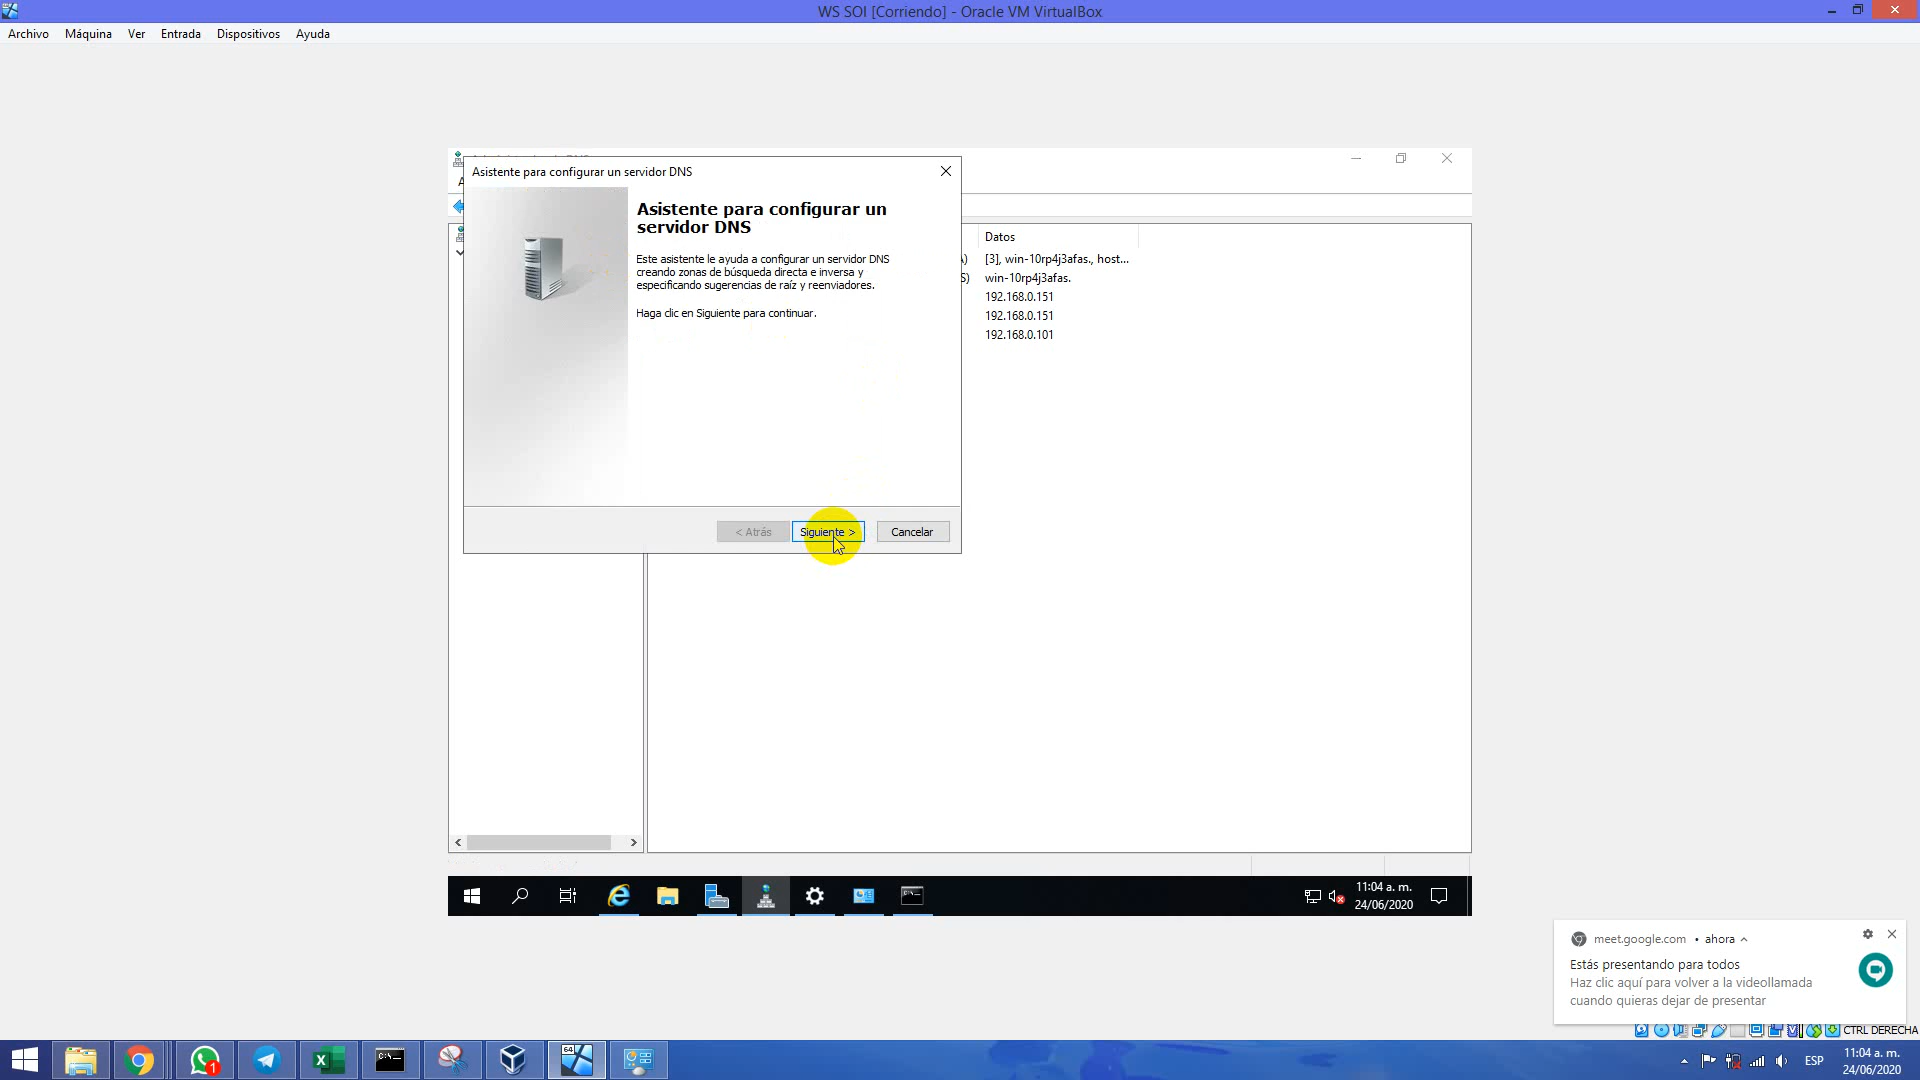 WS SOI [Corriendo] - Oracle VM VirtualBox
Archivo Máquina Ver Entrada Dispositivos Ayuda
Asistente para configurar un servidor DNS
Asistente para configurar un
servidor DNS
Este asistente le ayuda a configurar un servidor DNS
creando zonas de búsqueda directa e inversa y
especificando sugerencias de raíz y reenviadores.
Haga clic en Siguiente para continuar.
< Atrás Siguiente > Cancelar
Datos
[3], win-10rp4j3afas., host...
win-10rp4j3afas.
192.168.0.151
192.168.0.151
192.168.0.101
11:04 a. m.
24/06/2020
meet.google.com • ahora
Estás presentando para todos
Haz clic aquí para volver a la videollamada
cuando quieras dejar de presentar
CTRL DERECHA
64
1
ESP
11:04 a. m.
24/06/2020